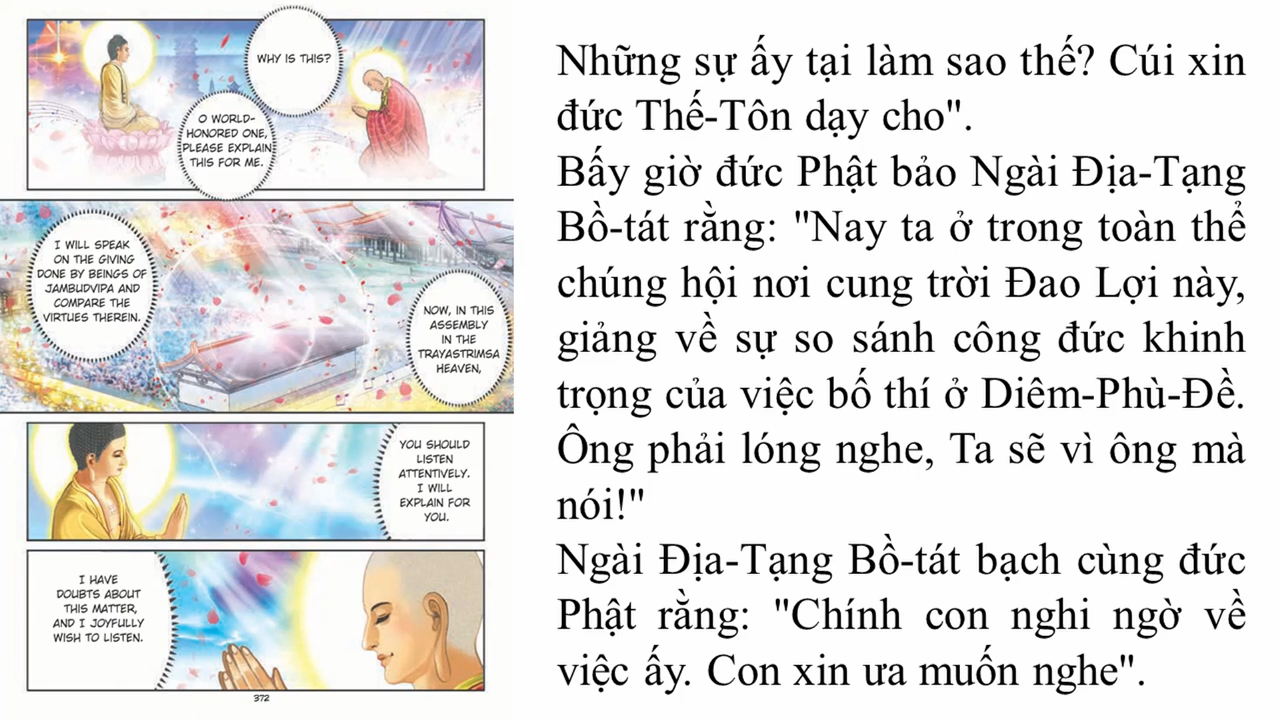 WHY IS THIS?
O WORLD-
HONORED ONE,
PLEASE EXPLAIN
THIS FOR ME.
I WILL SPEAK
ON THE GIVING
DONE BY BEINGS OF
JAMBUDVIPA AND
COMPARE THE
VIRTUES THEREIN.
NOW, IN THIS
ASSEMBLY
IN THE
TRAYASTRIMSA
HEAVEN,
YOU SHOULD
LISTEN
ATTENTIVELY.
I WILL
EXPLAIN FOR
YOU.
I HAVE
DOUBTS ABOUT
THIS MATTER,
AND I JOYFULLY
WISH TO LISTEN.
372
Những sự ấy tại làm sao thế? Cúi xin
đức Thế-Tôn dạy cho".
Bấy giờ đức Phật bảo Ngài Địa-Tạng
Bồ-tát rằng: "Nay ta ở trong toàn thể
chúng hội nơi cung trời Đao Lợi này,
giảng về sự so sánh công đức khinh
trọng của việc bố thí ở Diêm-Phù-Đề.
Ông phải lóng nghe, Ta sẽ vì ông mà
nói!"
Ngài Địa-Tạng Bồ-tát bạch cùng đức
Phật rằng: "Chính con nghi ngờ về
việc ấy. Con xin ưa muốn nghe".